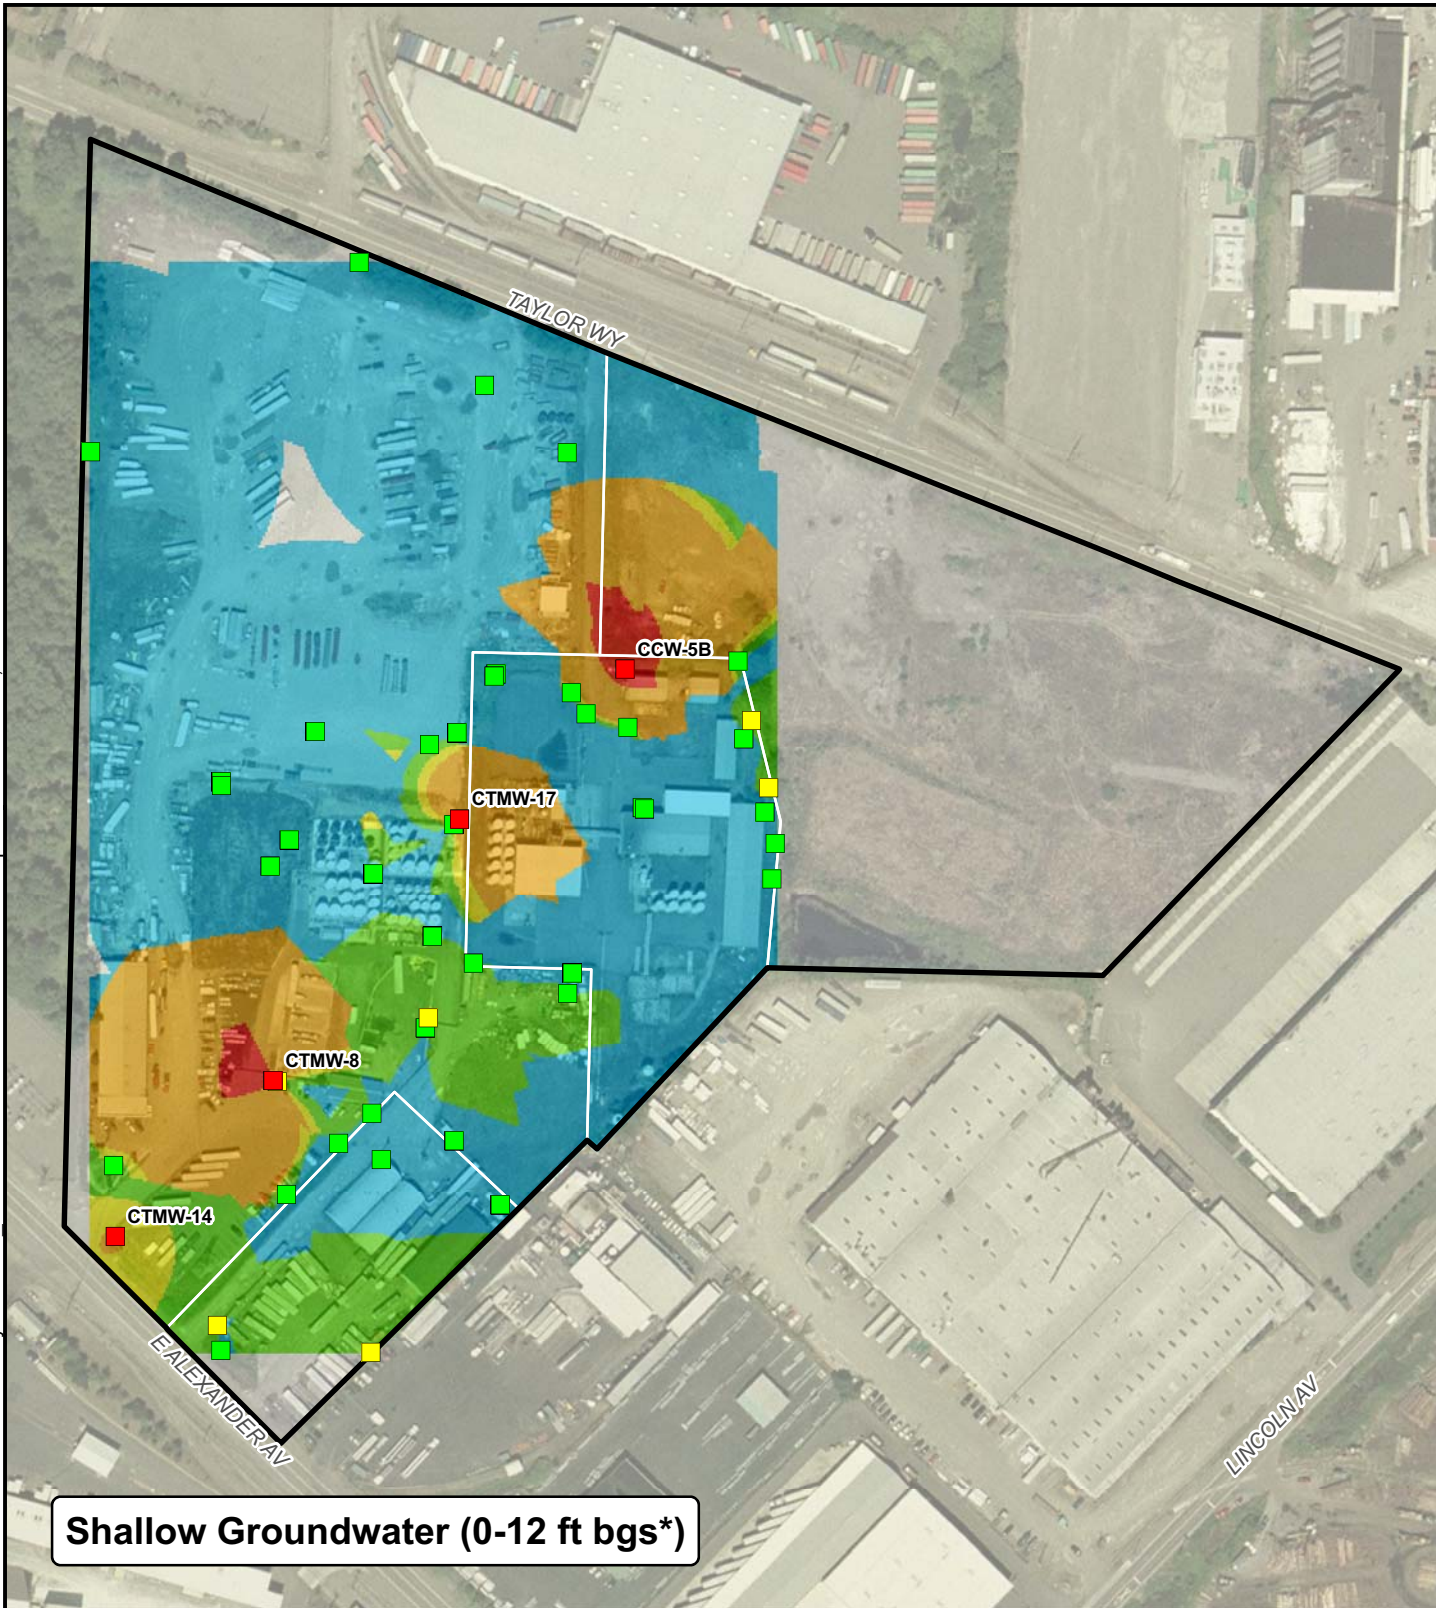 TAYLOR WY
CCW-5B
CTMW-17
CTMW-8
CTMW-14
E ALEXANDER AV
LINCOLN AV
Shallow Groundwater (0-12 ft bgs*)